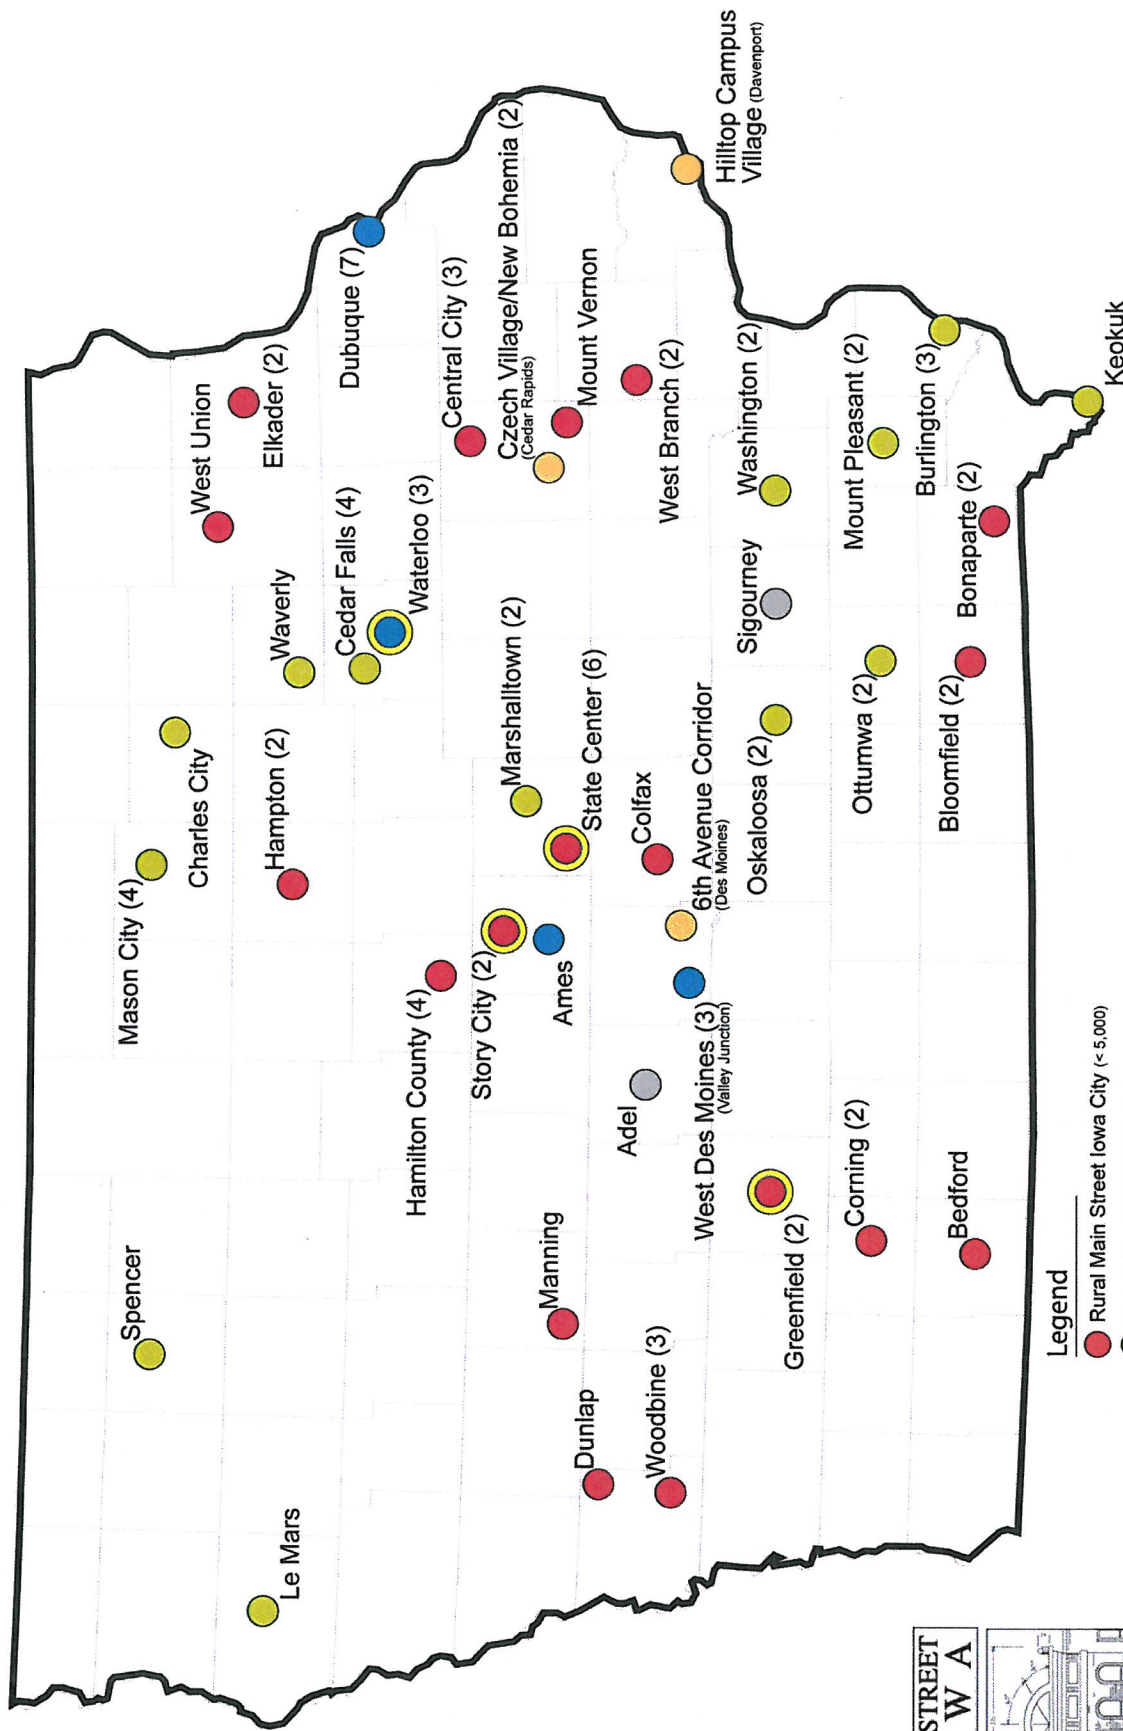 Spencer
Le Mars
Mason City (4)
Charles City
Hampton (2)
Waverly
Cedar Falls (4)
Waterloo (3)
West Union
Elkader (2)
Dubuque (7)
Central City (3)
Czech Village/New Bohemia (2)
(Cedar Rapids)
Mount Vernon
Hamilton County (4)
Story City (2)
Ames
Marshalltown (2)
State Center (6)
Manning
Dunlap
Woodbine (3)
Adel
West Des Moines (3)
(Valley Junction)
6th Avenue Corridor
(Des Moines)
Colfax
West Branch (2)
Hilltop Campus
Village (Davenport)
Greenfield (2)
Oskaloosa (2)
Sigourney
Washington (2)
Corning (2)
Bedford
Ottumwa (2)
Bloomfield (2)
Mount Pleasant (2)
Burlington (3)
Bonaparte (2)
Keokuk
Legend
Rural Main Street Iowa City (< 5,000)
STREET
W A